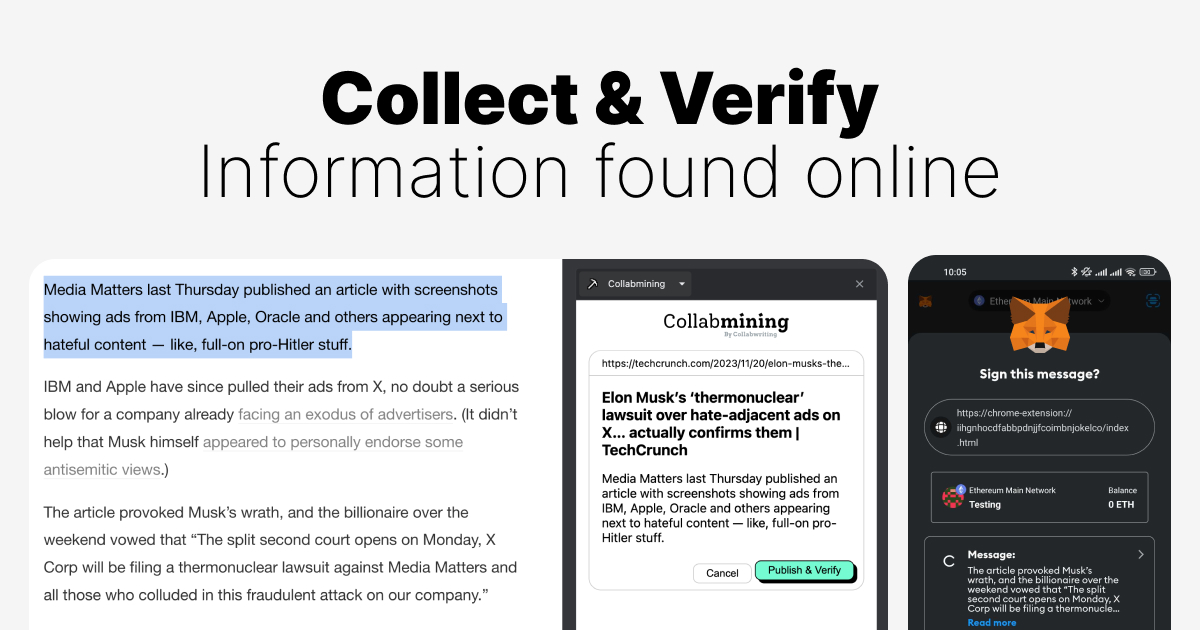 Collect & Verify
Information found online
Media Matters last Thursday published an article with screenshots
showing ads from IBM, Apple, Oracle and others appearing next to
hateful content — like, full-on pro-Hitler stuff.
IBM and Apple have since pulled their ads from X, no doubt a serious
blow for a company already facing an exodus of advertisers. (It didn’t
help that Musk himself appeared to personally endorse some
antisemitic views.)
The article provoked Musk’s wrath, and the billionaire over the
weekend vowed that “The split second court opens on Monday, X
Corp will be filing a thermonuclear lawsuit against Media Matters and
all those who colluded in this fraudulent attack on our company.”
Collabmining
Collabmining
By Collabwriting
https://techcrunch.com/2023/11/20/elon-musks-the...
Elon Musk’s ‘thermonuclear’
lawsuit over hate-adjacent ads on
X... actually confirms them |
TechCrunch
Media Matters last Thursday published an
article with screenshots showing ads from
IBM, Apple, Oracle and others appearing
next to hateful content — like, full-on pro-
Hitler stuff.
Cancel
Publish & Verify
10:05
Ethereum Main Network
Sign this message?
https://chrome-extension://
iihgnhocdfabbpdnjjfcoimbnjokelco/index
.html
Ethereum Main Network
Balance
Testing
0 ETH
Message:
The article provoked Musk’s
wrath, and the billionaire over the
weekend vowed that “The split
second court opens on Monday, X
Corp will be filing a thermonucle...
Read more